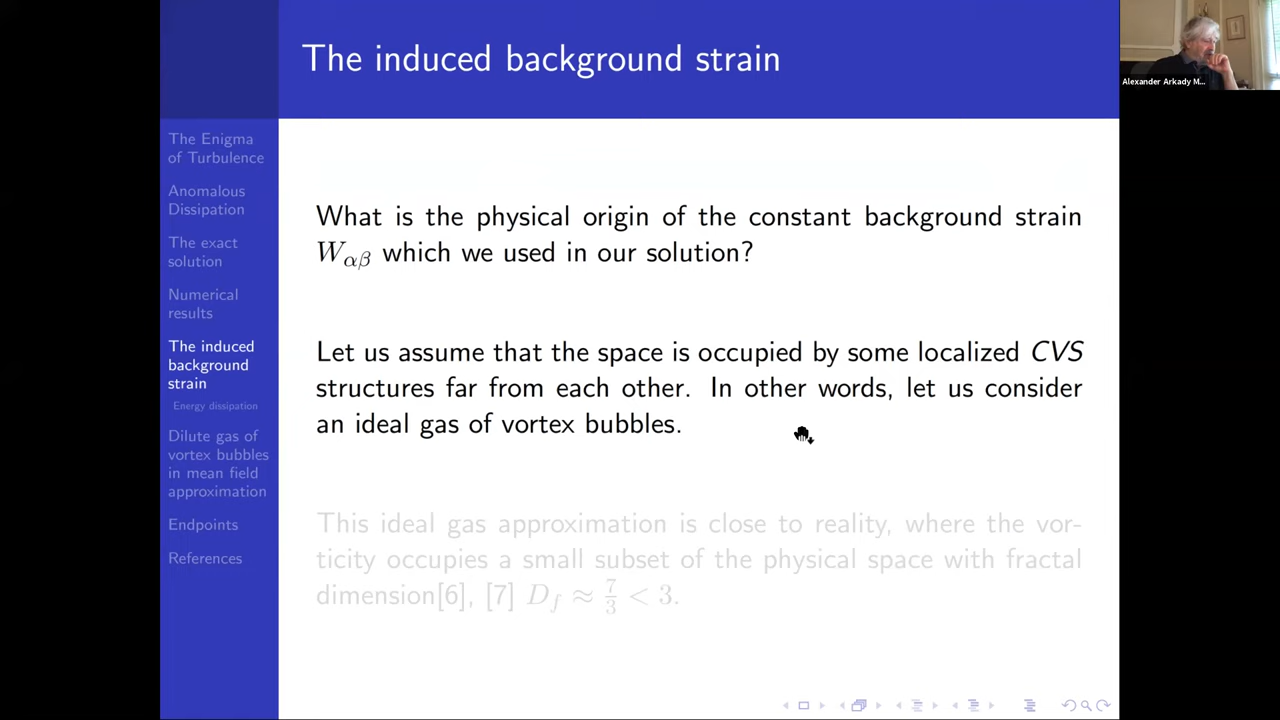 The induced background strain
Alexander Arkady M...
The Enigma
of Turbulence
Anomalous
Dissipation
The exact
solution
Numerical
results
The induced
background
strain
Energy dissipation
Dilute gas of
vortex bubbles
in mean field
approximation
Endpoints
References
What is the physical origin of the constant background strain
W_{αβ} which we used in our solution?
Let us assume that the space is occupied by some localized CVS
structures far from each other. In other words, let us consider
an ideal gas of vortex bubbles.
This ideal gas approximation is close to reality, where the vor-
ticity occupies a small subset of the physical space with fractal
dimension[6], [7] D_f ≈ 7/3 < 3.